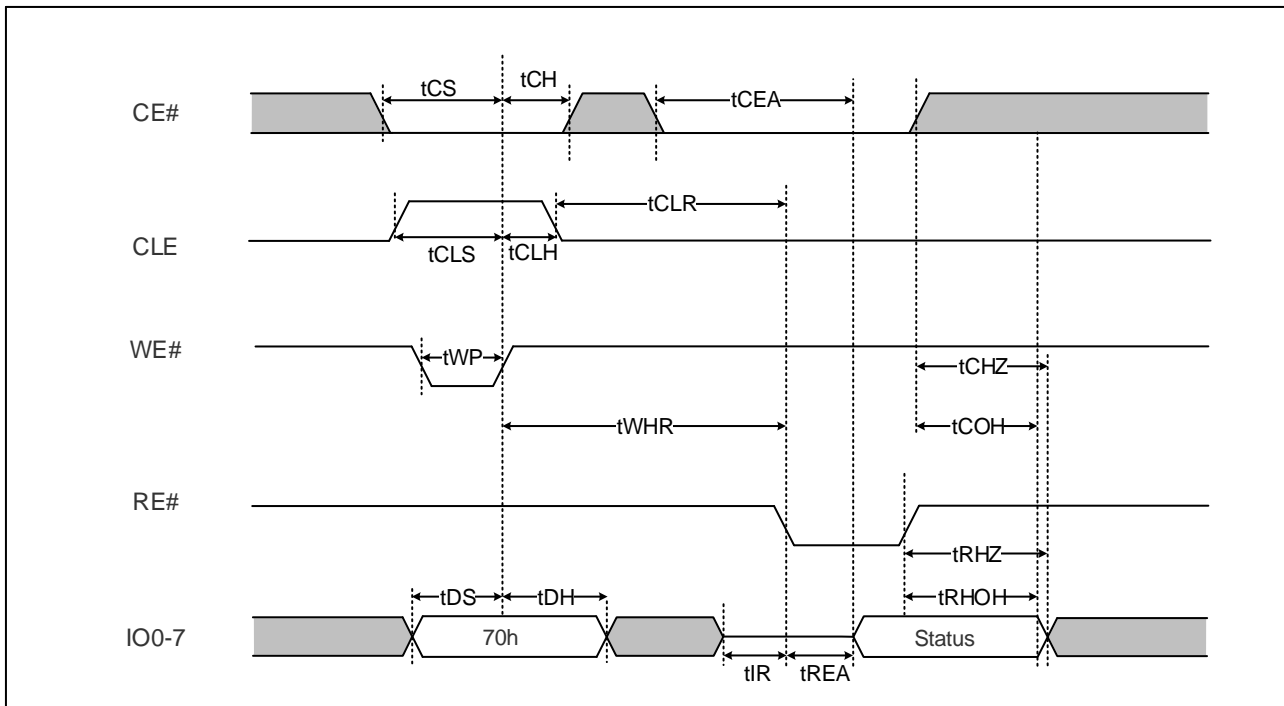 tCS
tCH
tCEA
CE#
tCLR
CLE
tCLS
tCLH
WE#
tWP
tCHZ
tCOH
tWHR
RE#
tRHZ
tDS
tDH
tRHOH
IO0-7
70h
Status
tIR
tREA